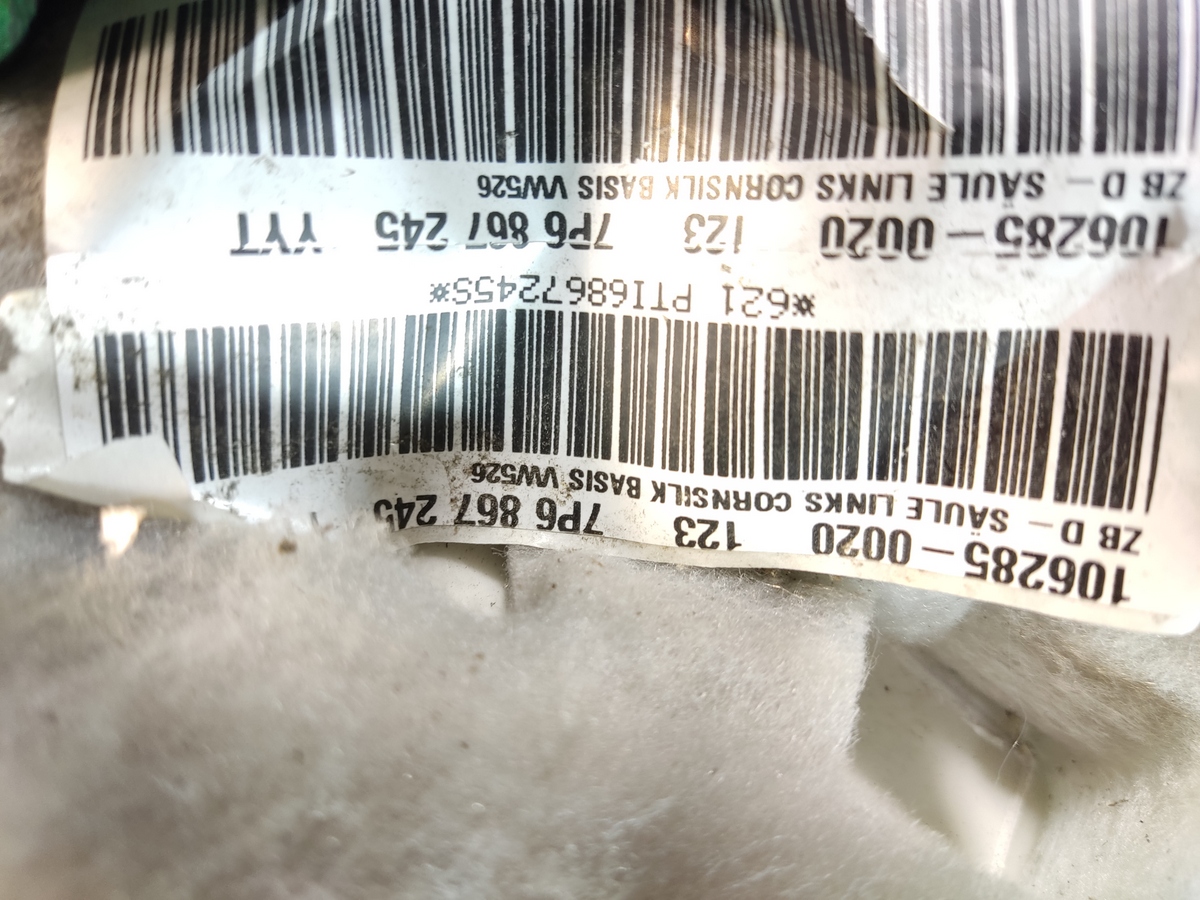 106285 – 0020 123 7P6 867 245
ZB D – SÄULE LINKS CORNSILK BASIS VW526
*621 PTI6867245S*
106285 – 0020 123 7P6 867 245 YYT
ZB D – SÄULE LINKS CORNSILK BASIS VW526